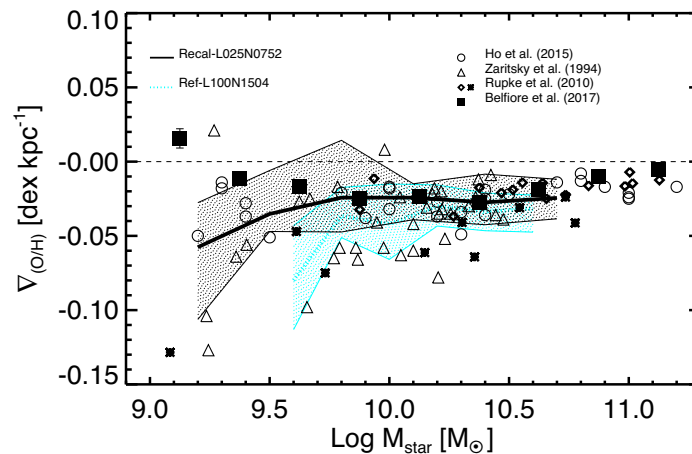 0.10
0.05
-0.00
-0.05
-0.10
-0.15
∇(O/H) [dex kpc⁻¹]
Recal-L025N0752
Ref-L100N1504
Ho et al. (2015)
Zaritsky et al. (1994)
Rupke et al. (2010)
Belfiore et al. (2017)
9.0 9.5 10.0 10.5 11.0
Log M_star [M_⊙]